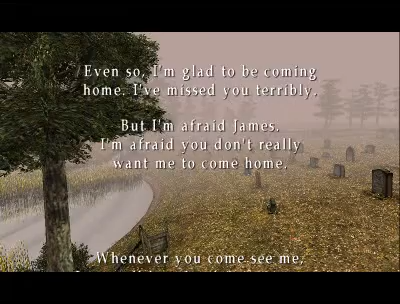 Even so, I'm glad to be coming
home. I've missed you terribly.
But I'm afraid James.
I'm afraid you don't really
want me to come home.
Whenever you come see me,